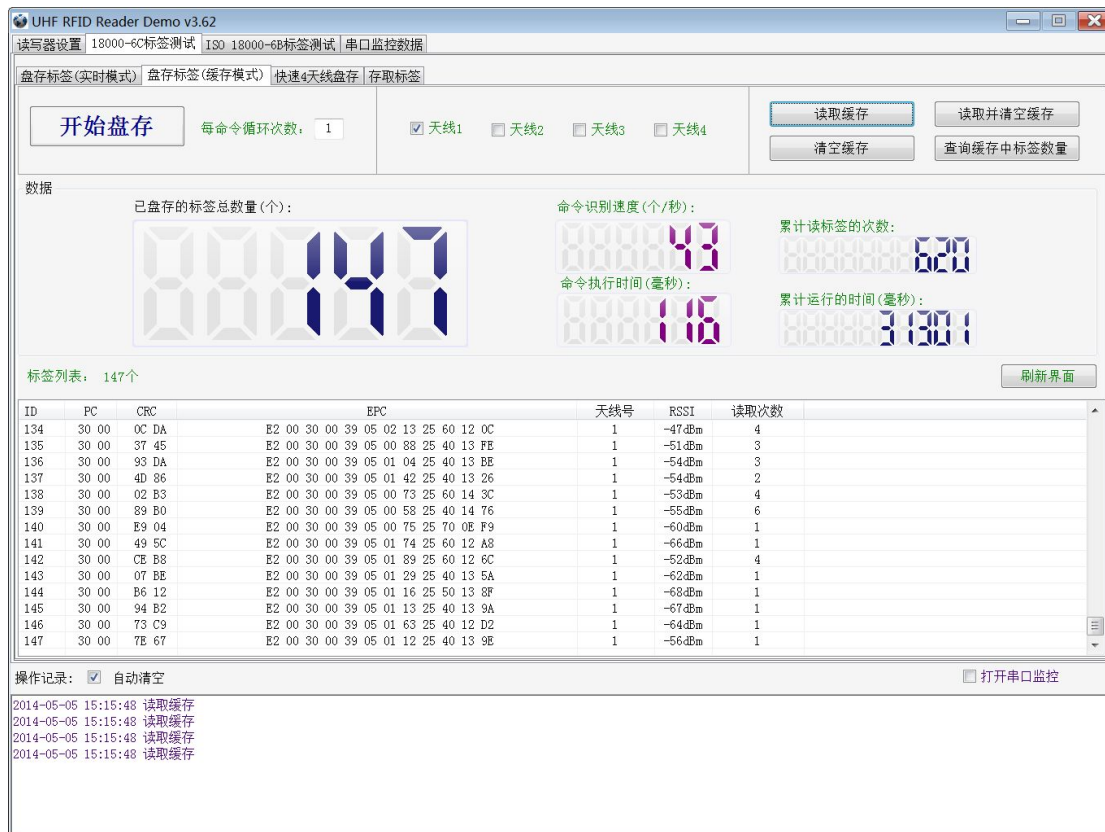 UHF RFID Reader Demo v3.62
读写器设置 18000-6C标签测试 ISO 18000-6B标签测试 串口监控数据
盘存标签(实时模式) 盘存标签(缓存模式) 快速4天线盘存 存取标签
开始盘存 每命令循环次数: 1 天线1 天线2 天线3 天线4 读取缓存 读取并清空缓存
清空缓存 查询缓存中标签数量
数据
已盘存的标签总数量(个): 命令识别速度(个/秒):
147 43 累计读标签的次数:
620
命令执行时间(毫秒):
116 累计运行的时间(毫秒):
31301
标签列表: 147个 刷新界面
ID PC CRC EPC 天线号 RSSI 读取次数
134 30 00 0C DA E2 00 30 00 39 05 02 13 25 60 12 0C 1 -47dBm 4
135 30 00 37 45 E2 00 30 00 39 05 00 88 25 40 13 FE 1 -51dBm 3
136 30 00 93 DA E2 00 30 00 39 05 01 04 25 40 13 BE 1 -54dBm 3
137 30 00 4D 86 E2 00 30 00 39 05 01 42 25 40 13 26 1 -54dBm 2
138 30 00 02 B3 E2 00 30 00 39 05 00 73 25 60 14 3C 1 -53dBm 4
139 30 00 89 B0 E2 00 30 00 39 05 00 58 25 40 14 76 1 -55dBm 6
140 30 00 E9 04 E2 00 30 00 39 05 00 75 25 70 0E F9 1 -60dBm 1
141 30 00 49 5C E2 00 30 00 39 05 01 74 25 60 12 A8 1 -66dBm 1
142 30 00 CE B8 E2 00 30 00 39 05 01 89 25 60 12 6C 1 -52dBm 4
143 30 00 07 BE E2 00 30 00 39 05 01 29 25 40 13 5A 1 -62dBm 1
144 30 00 B6 12 E2 00 30 00 39 05 01 16 25 50 13 8F 1 -68dBm 1
145 30 00 94 B2 E2 00 30 00 39 05 01 13 25 40 13 9A 1 -67dBm 1
146 30 00 73 C9 E2 00 30 00 39 05 01 63 25 40 12 D2 1 -64dBm 1
147 30 00 7E 67 E2 00 30 00 39 05 01 12 25 40 13 9E 1 -56dBm 1
操作记录: 自动清空 打开串口监控
2014-05-05 15:15:48 读取缓存
2014-05-05 15:15:48 读取缓存
2014-05-05 15:15:48 读取缓存
2014-05-05 15:15:48 读取缓存